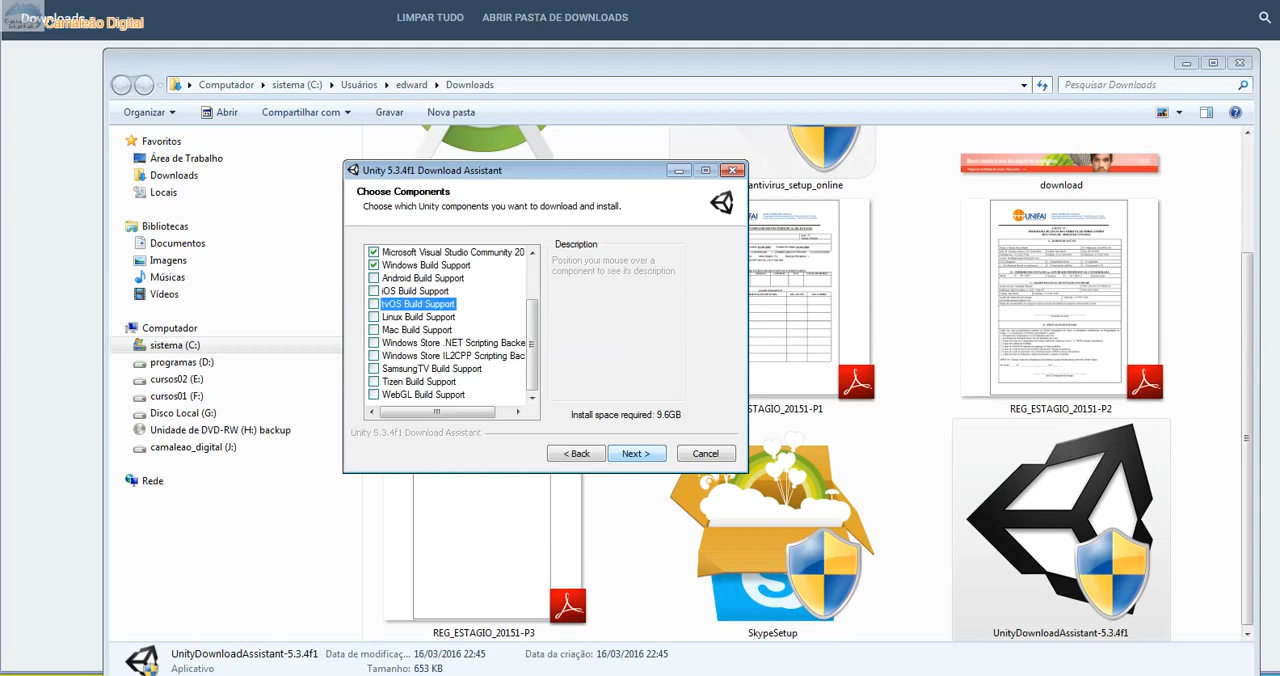 Downloads
Camaleão Digital
LIMPAR TUDO
ABRIR PASTA DE DOWNLOADS
Computador
sistema (C:)
Usuários
edward
Downloads
Pesquisar Downloads
Organizar
Abrir
Compartilhar com
Gravar
Nova pasta
Favoritos
Área de Trabalho
Downloads
Locais
Bibliotecas
Documentos
Imagens
Músicas
Vídeos
Computador
sistema (C:)
programas (D:)
cursos02 (E:)
cursos01 (F:)
Disco Local (G:)
Unidade de DVD-RW (H:) backup
camaleao_digital (J:)
Rede
Unity 5.3.4f1 Download Assistant
Choose Components
Choose which Unity components you want to download and install.
Microsoft Visual Studio Community 20
Windows Build Support
Android Build Support
iOS Build Support
tvOS Build Support
Linux Build Support
Mac Build Support
Windows Store .NET Scripting Backe
Windows Store IL2CPP Scripting Bac
SamsungTV Build Support
Tizen Build Support
WebGL Build Support
Description
Position your mouse over a
component to see its description
Install space required: 9.6GB
Unity 5.3.4f1 Download Assistant
< Back
Next >
Cancel
antivirus_setup_online
download
UNIFAI
ESTAGIO_20151-P1
REG_ESTAGIO_20151-P2
REG_ESTAGIO_20151-P3
SkypeSetup
UnityDownloadAssistant-5.3.4f1
UnityDownloadAssistant-5.3.4f1
Data de modificaç... 16/03/2016 22:45
Data da criação: 16/03/2016 22:45
Aplicativo
Tamanho: 653 KB